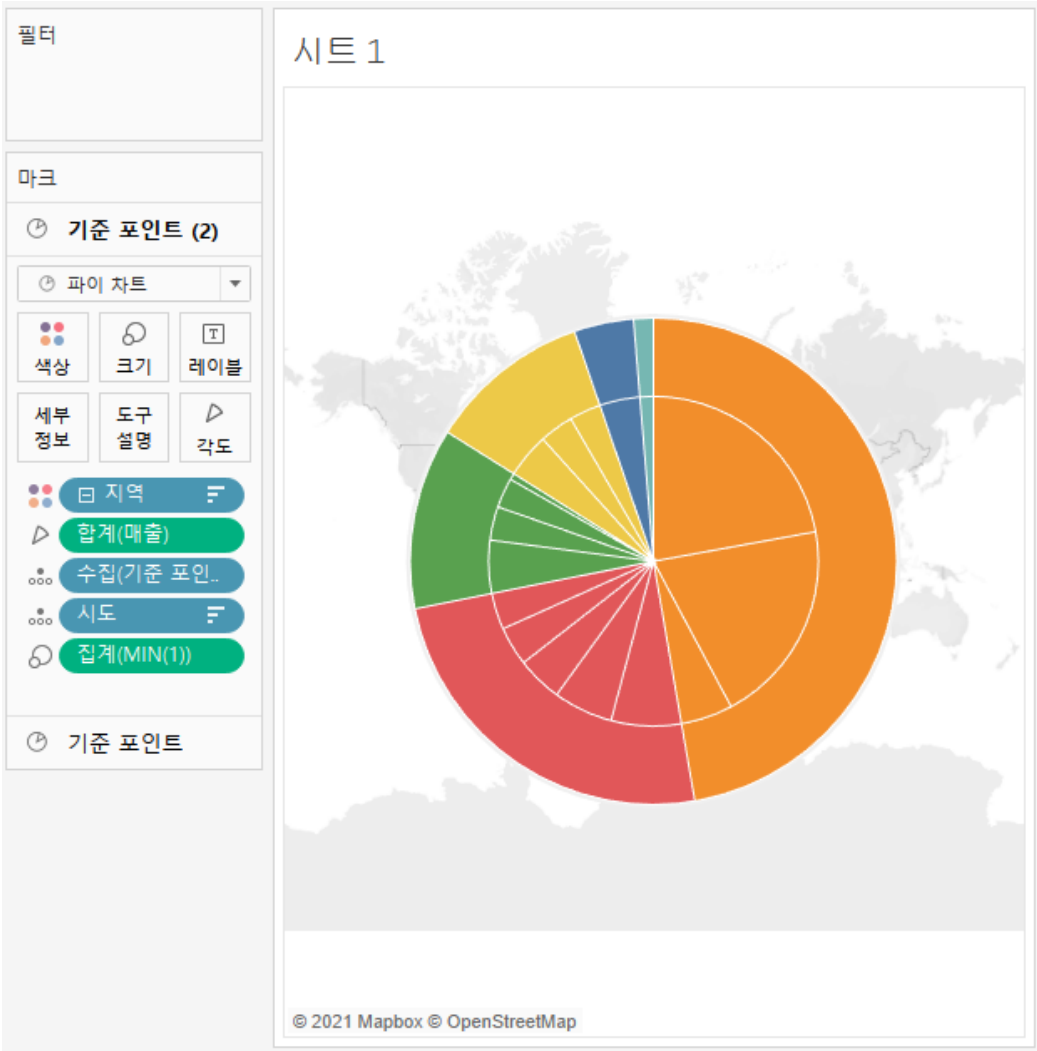 필터
마크
기준 포인트 (2)
파이 차트
색상
크기
레이블
세부
정보
도구
설명
각도
지역
합계(매출)
수집(기준 포인..
시도
집계(MIN(1))
기준 포인트
시트 1
© 2021 Mapbox © OpenStreetMap